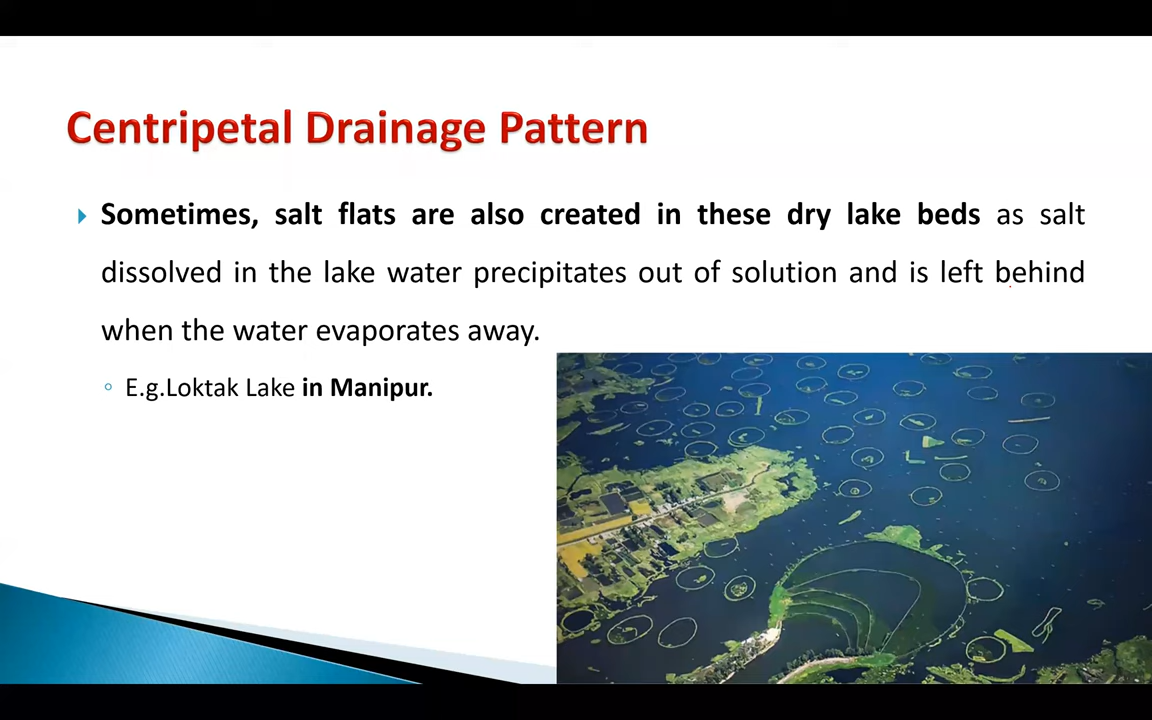 Centripetal Drainage Pattern
Sometimes, salt flats are also created in these dry lake beds as salt
dissolved in the lake water precipitates out of solution and is left behind
when the water evaporates away.
E.g.Loktak Lake in Manipur.